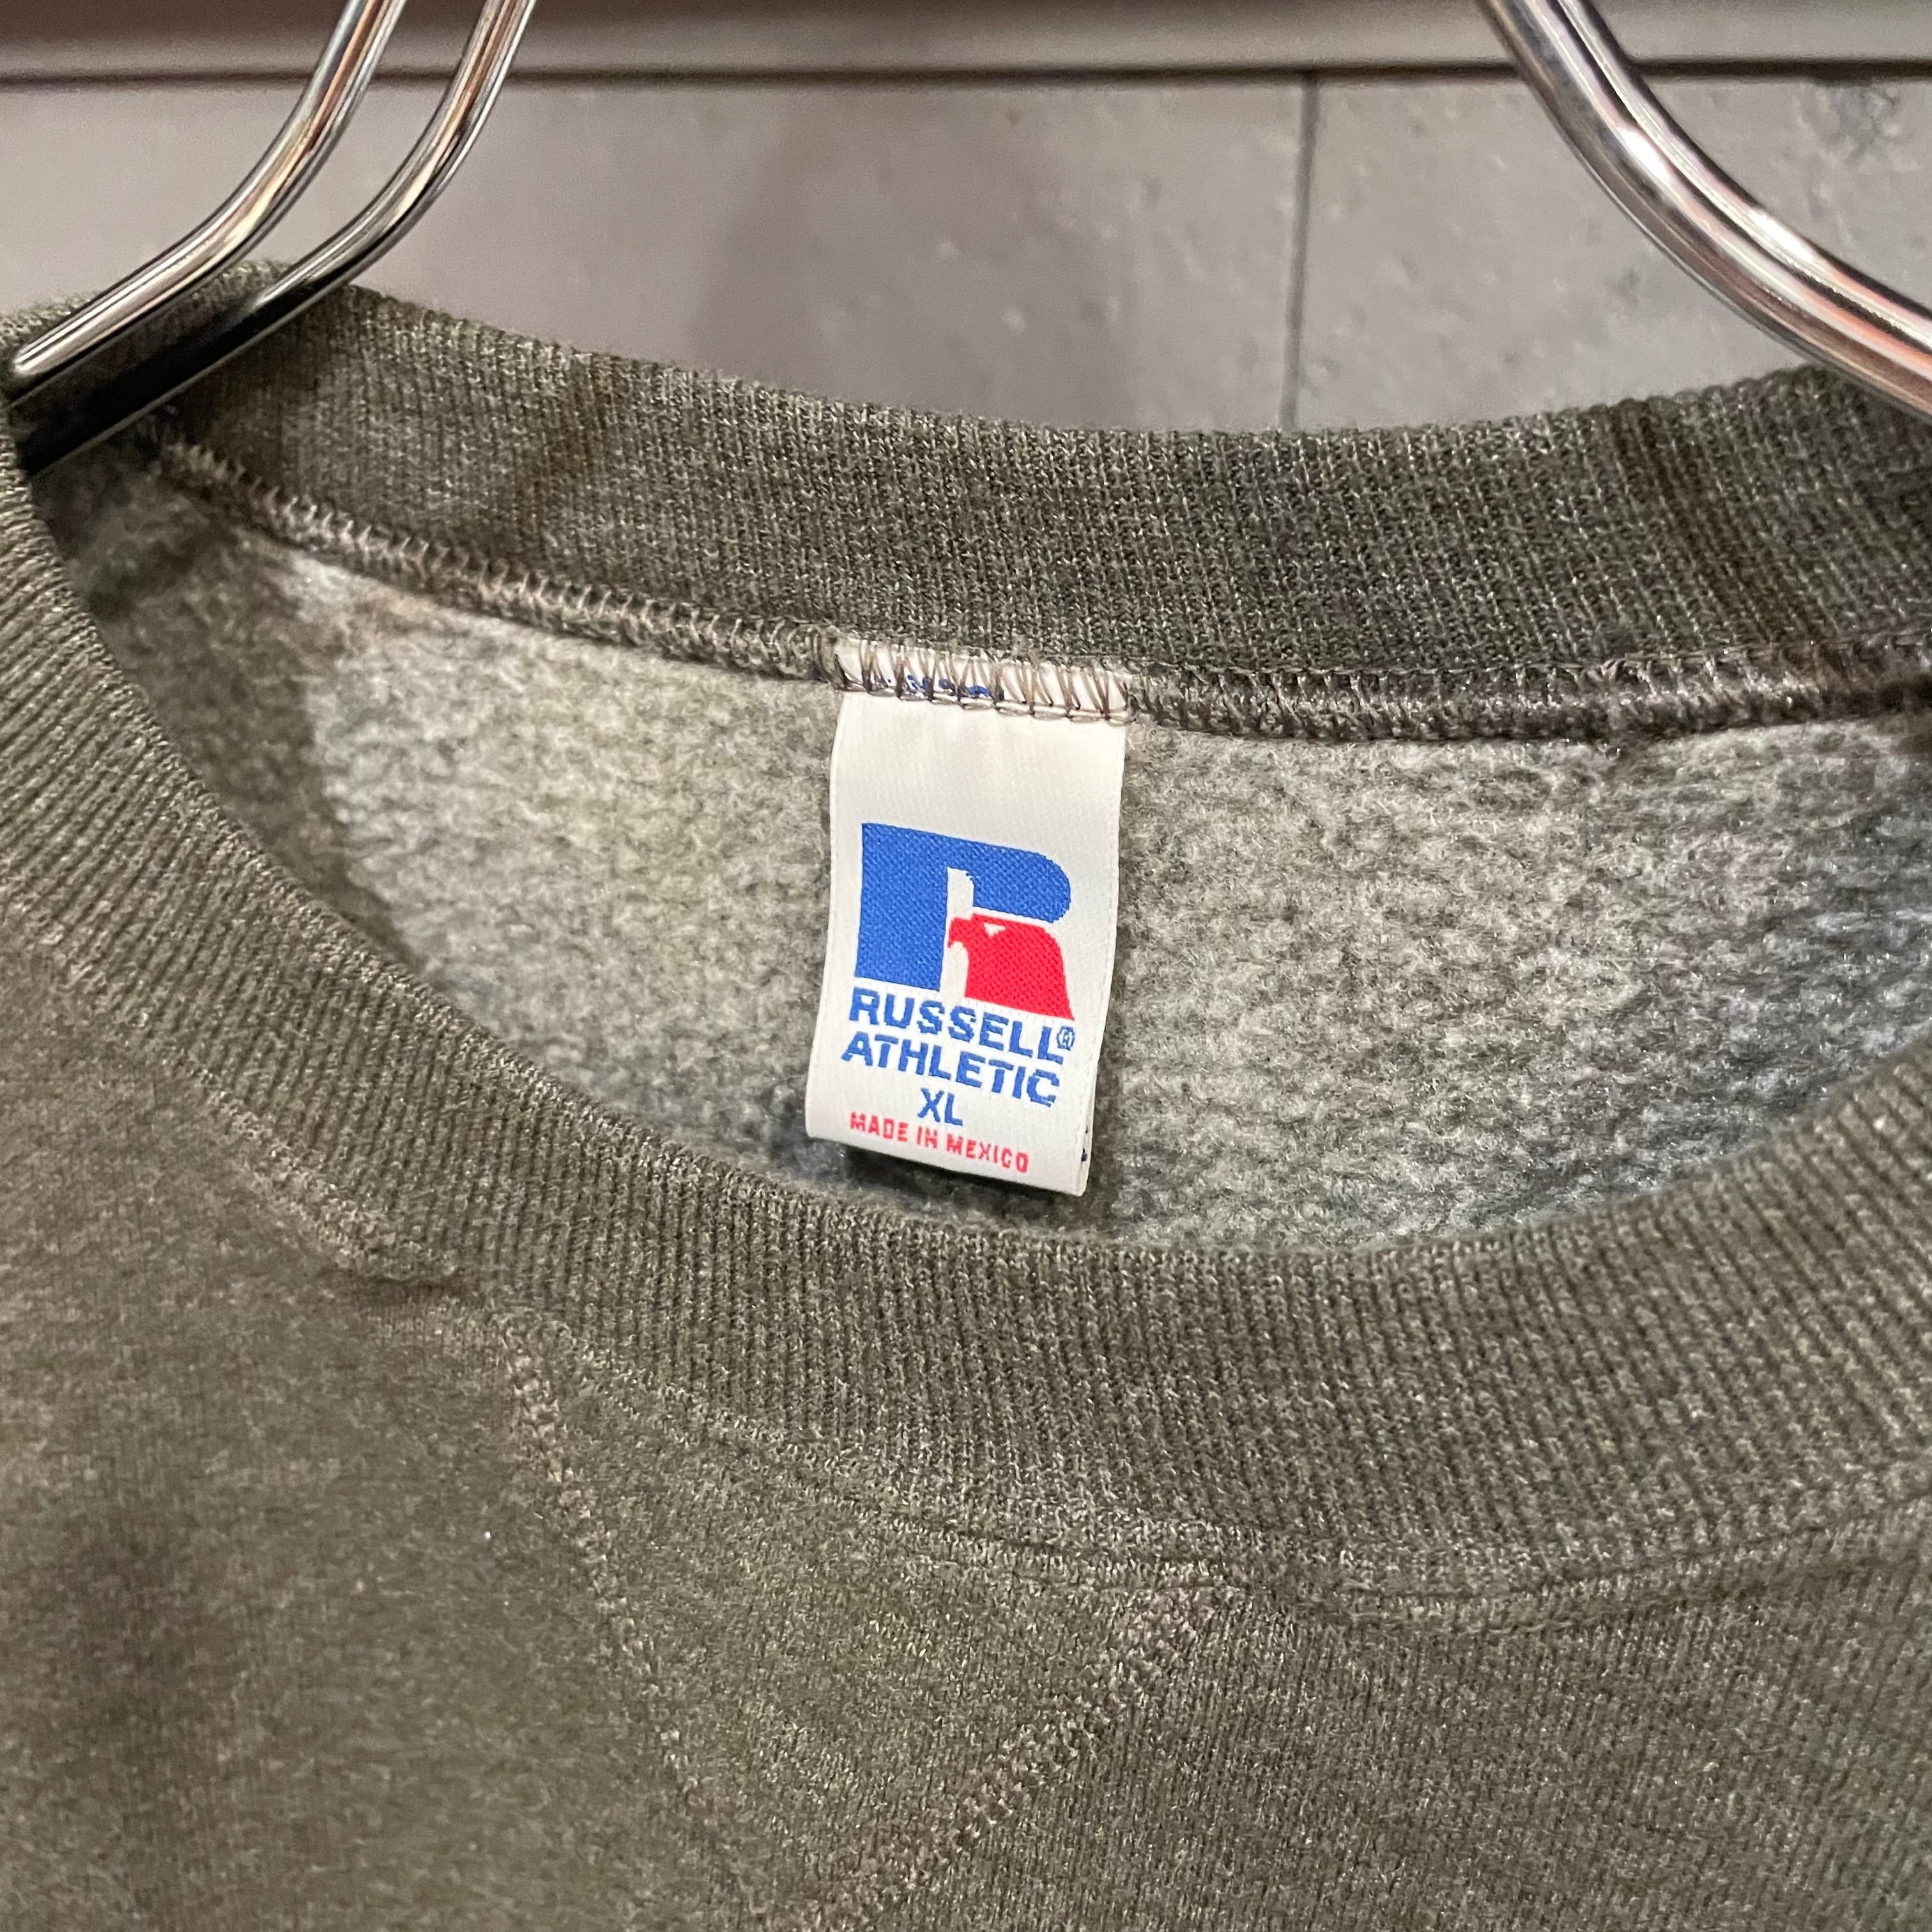 RUSSELL®
ATHLETIC
XL
MADE IN MEXICO